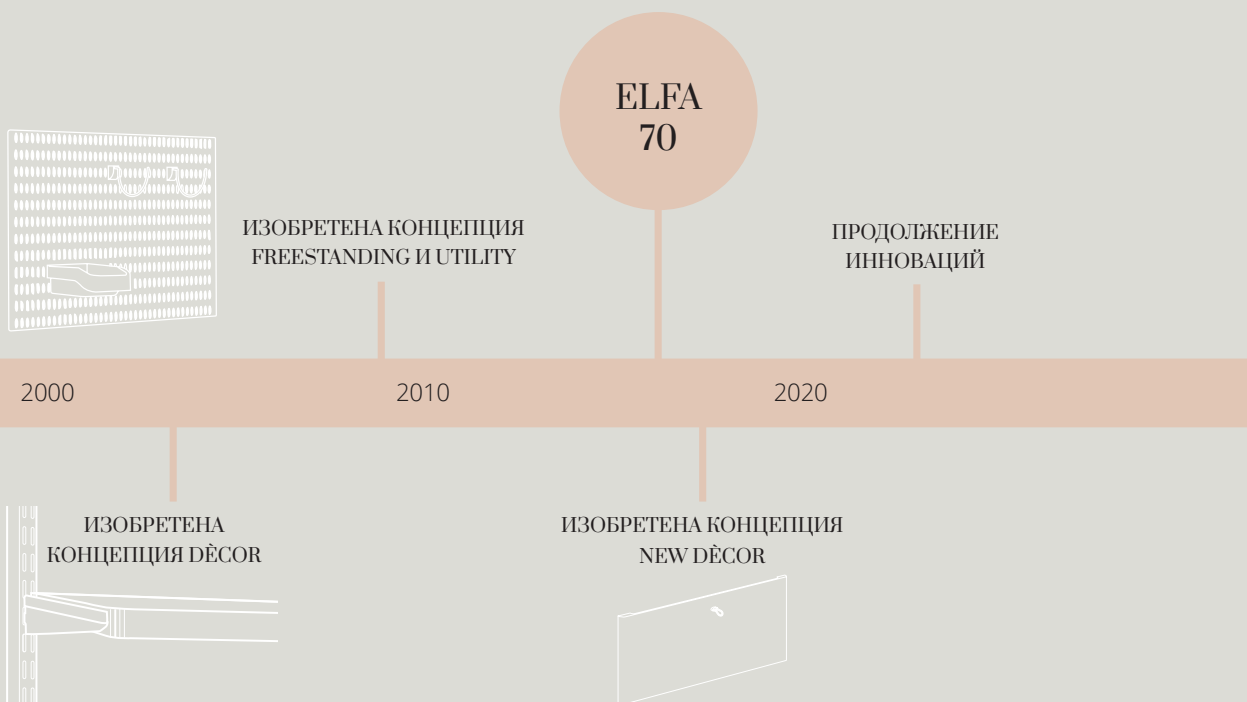 ELFA
70
ИЗОБРЕТЕНА КОНЦЕПЦИЯ
FREESTANDING И UTILITY
ПРОДОЛЖЕНИЕ
ИННОВАЦИЙ
2000
2010
2020
ИЗОБРЕТЕНА
КОНЦЕПЦИЯ DÈCOR
ИЗОБРЕТЕНА КОНЦЕПЦИЯ
NEW DÈCOR